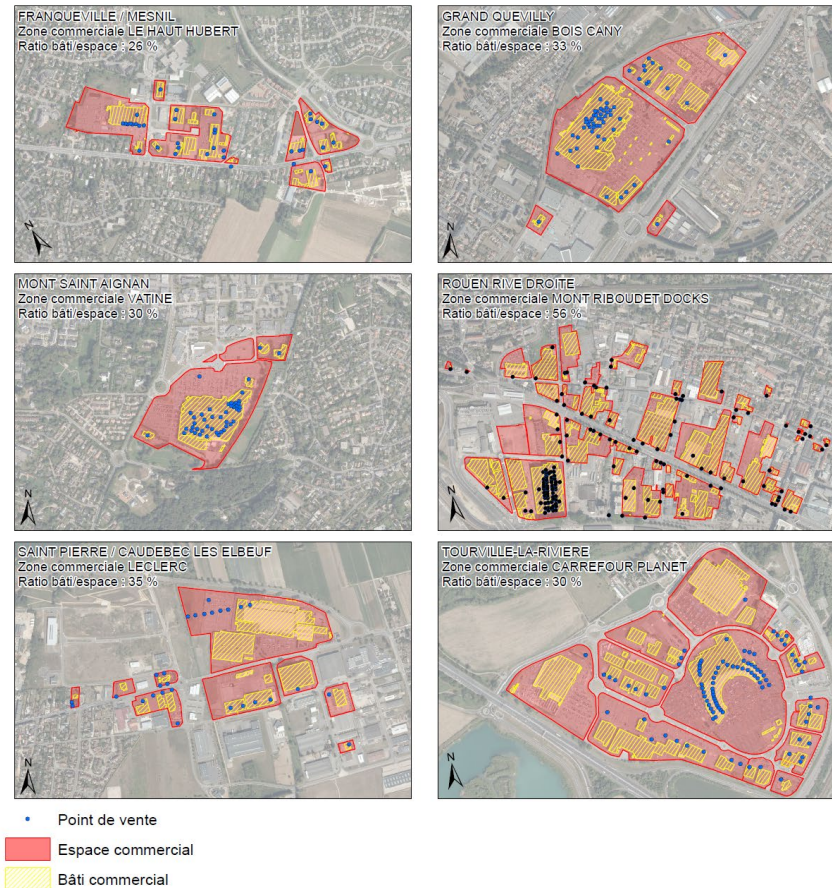 FRANQUEVILLE / MESNIL
Zone commerciale LE HAUT HUBERT
Ratio bâti/espace : 26 %
N
GRAND QUEVILLY
Zone commerciale BOIS CANY
Ratio bâti/espace : 33 %
N
MONT SAINT AIGNAN
Zone commerciale VATINE
Ratio bâti/espace : 30 %
N
ROUEN RIVE DROITE
Zone commerciale MONT RIBOUDET DOCKS
Ratio bâti/espace : 56 %
N
SAINT PIERRE / CAUDEBEC LES ELBEUF
Zone commerciale LECLERC
Ratio bâti/espace : 35 %
N
TOURVILLE-LA-RIVIERE
Zone commerciale CARREFOUR PLANET
Ratio bâti/espace : 30 %
N
Point de vente
Espace commercial
Bâti commercial